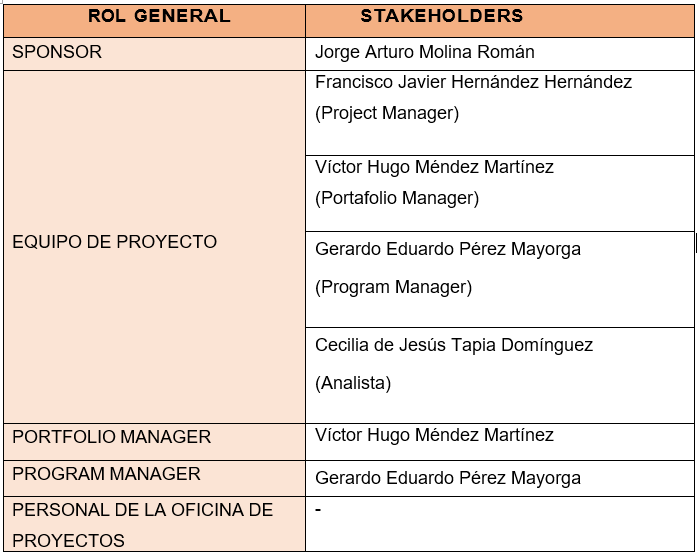 ROL GENERAL STAKEHOLDERS
SPONSOR Jorge Arturo Molina Román
EQUIPO DE PROYECTO
Francisco Javier Hernández Hernández
(Project Manager)
Víctor Hugo Méndez Martínez
(Portafolio Manager)
Gerardo Eduardo Pérez Mayorga
(Program Manager)
Cecilia de Jesús Tapia Domínguez
(Analista)
PORTFOLIO MANAGER Víctor Hugo Méndez Martínez
PROGRAM MANAGER Gerardo Eduardo Pérez Mayorga
PERSONAL DE LA OFICINA DE
PROYECTOS
-